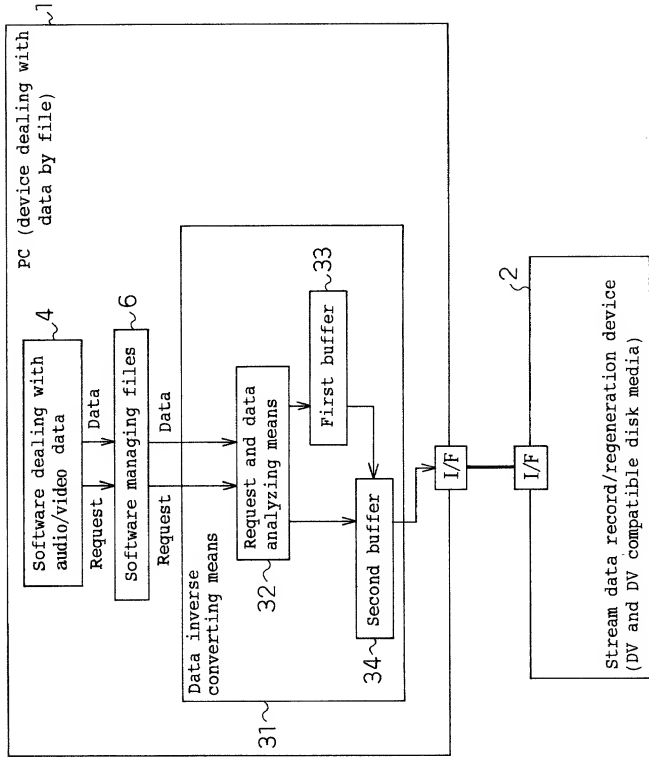 1
PC (device dealing with
data by file)
4
Software dealing with
audio/video data
Request
Data
6
Software managing files
Request
Data
Data inverse
converting means
31
Request and data
analyzing means
32
33
First buffer
Second buffer
34
I/F
I/F
2
Stream data record/regeneration device
(DV and DV compatible disk media)